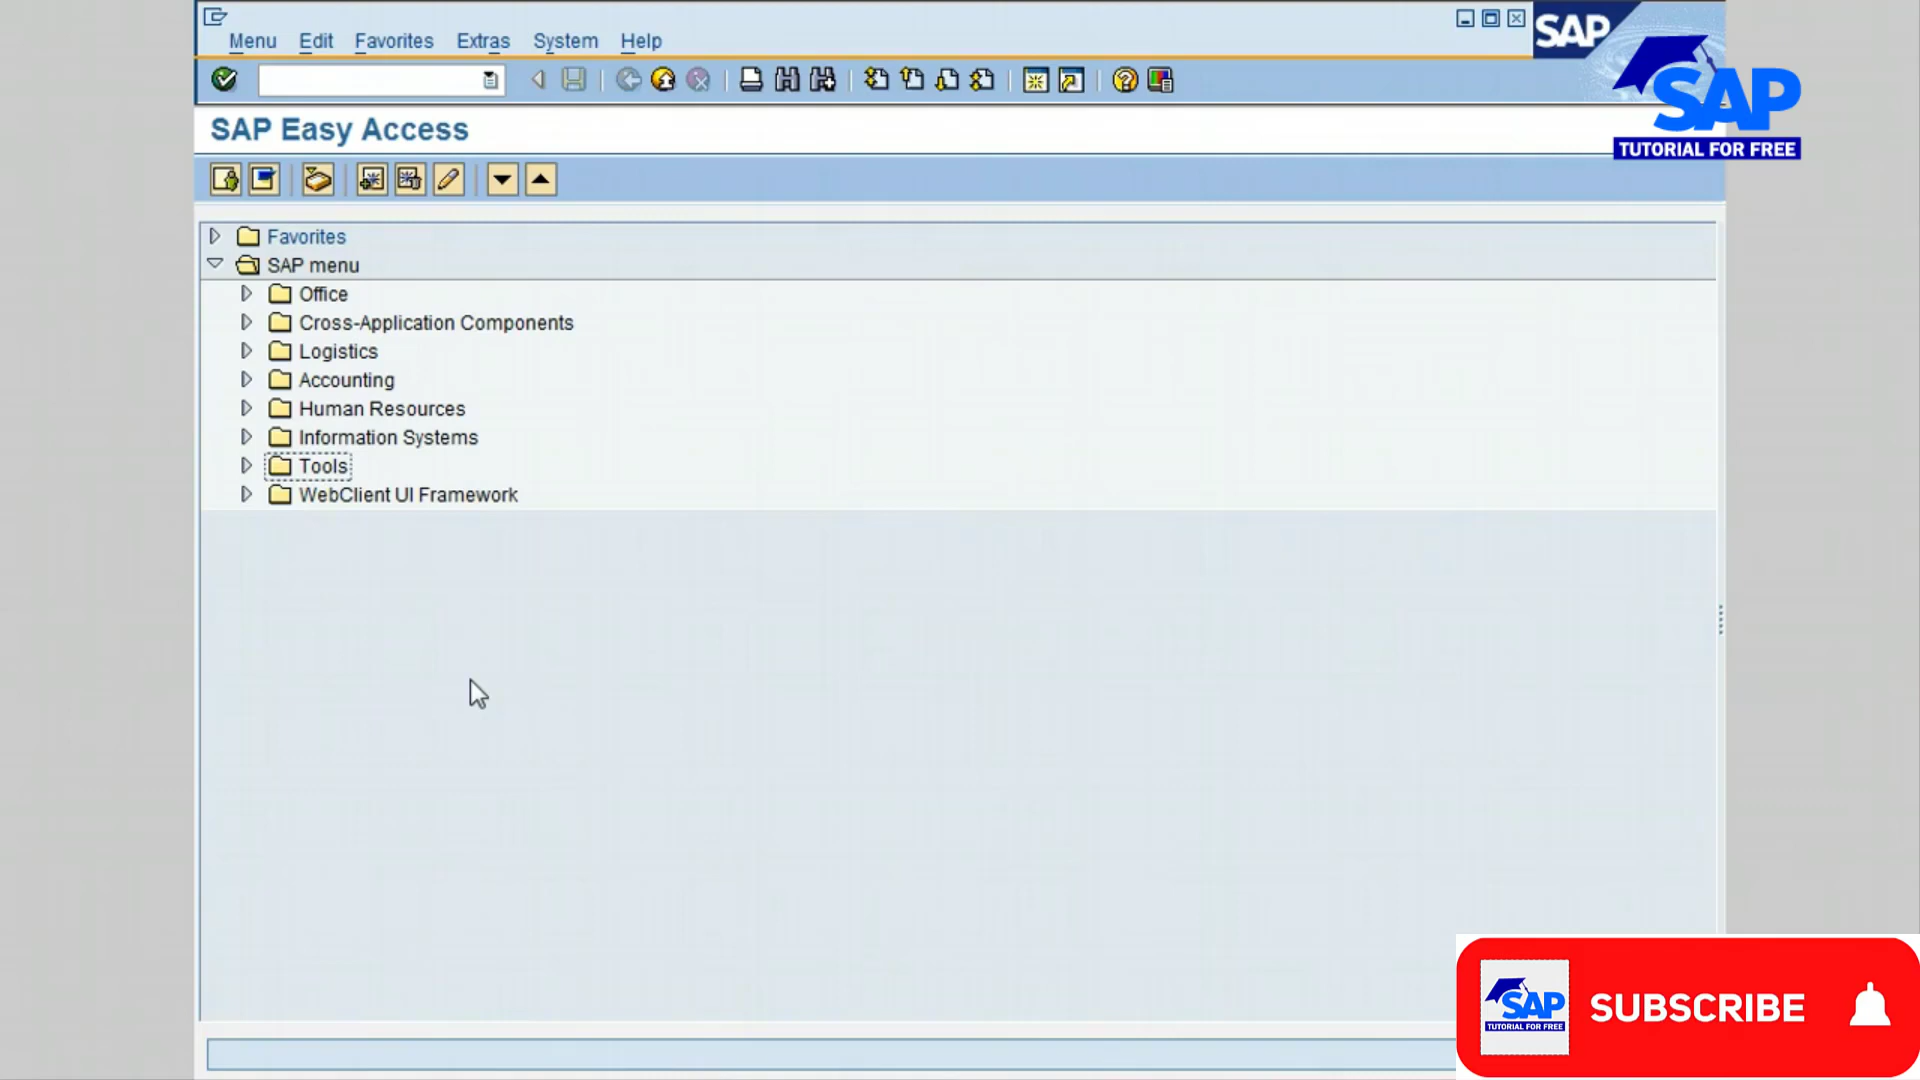 Menu Edit Favorites Extras System Help
SAP
SAP
TUTORIAL FOR FREE
SAP Easy Access
Favorites
SAP menu
Office
Cross-Application Components
Logistics
Accounting
Human Resources
Information Systems
Tools
WebClient UI Framework
SAP
TUTORIAL FOR FREE
SUBSCRIBE